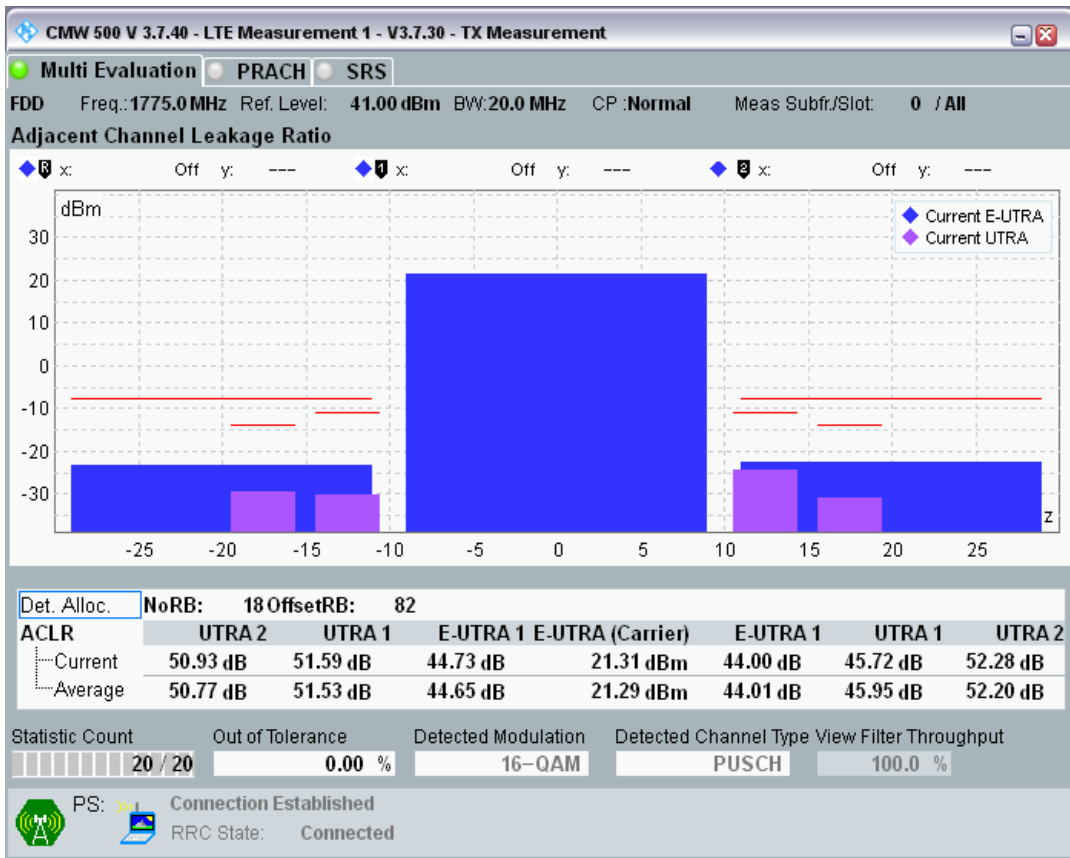 CMW 500 V 3.7.40 - LTE Measurement 1 - V3.7.30 - TX Measurement
Multi Evaluation PRACH SRS
FDD Freq.:1775.0 MHz Ref. Level: 41.00 dBm BW:20.0 MHz CP :Normal Meas Subfr./Slot: 0 / All
Adjacent Channel Leakage Ratio
R x: Off y: --- 1 x: Off y: --- 2 x: Off y: ---
dBm
Current E-UTRA
Current UTRA
30
20
10
0
-10
-20
-30
z
-25 -20 -15 -10 -5 0 5 10 15 20 25
Det. Alloc. NoRB: 18 OffsetRB: 82
ACLR UTRA 2 UTRA 1 E-UTRA 1 E-UTRA (Carrier) E-UTRA 1 UTRA 1 UTRA 2
Current 50.93 dB 51.59 dB 44.73 dB 21.31 dBm 44.00 dB 45.72 dB 52.28 dB
Average 50.77 dB 51.53 dB 44.65 dB 21.29 dBm 44.01 dB 45.95 dB 52.20 dB
Statistic Count Out of Tolerance Detected Modulation Detected Channel Type View Filter Throughput
20 / 20 0.00 % 16-QAM PUSCH 100.0 %
PS: Connection Established
RRC State: Connected